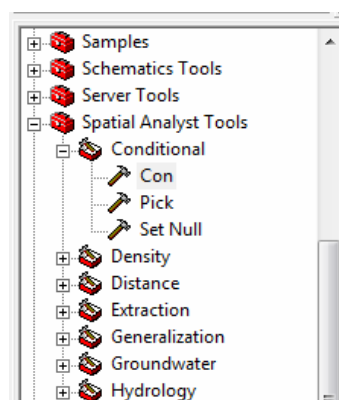 Samples
Schematics Tools
Server Tools
Spatial Analyst Tools
Conditional
Con
Pick
Set Null
Density
Distance
Extraction
Generalization
Groundwater
Hydrology